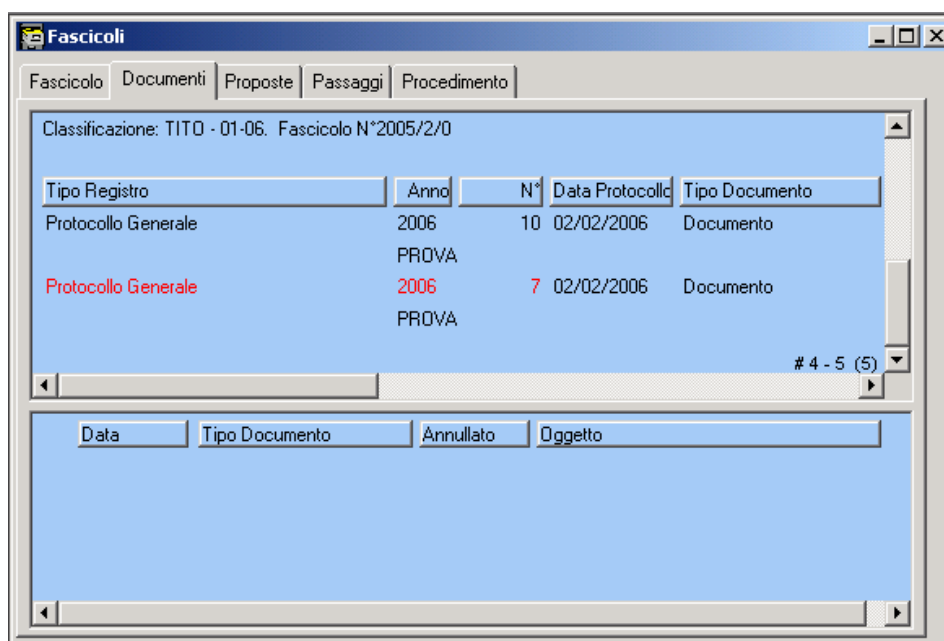 Fascicoli
Fascicolo Documenti Proposte Passaggi Procedimento
Classificazione: TITO - 01-06. Fascicolo N°2005/2/0
Tipo Registro Anno N° Data Protocollo Tipo Documento
Protocollo Generale 2006 10 02/02/2006 Documento
PROVA
Protocollo Generale 2006 7 02/02/2006 Documento
PROVA
# 4 - 5 (5)
Data Tipo Documento Annullato Oggetto